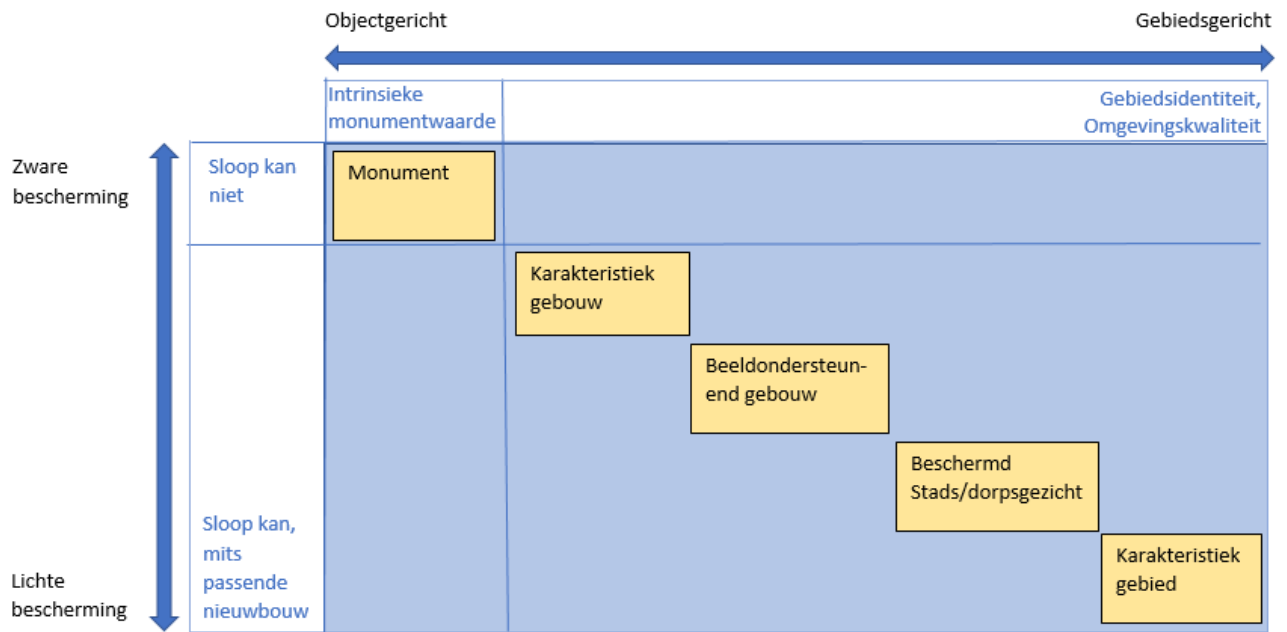 Objectgericht
Gebiedsgericht
Intrinsieke
monumentwaarde
Gebiedsidentiteit,
Omgevingskwaliteit
Zware
bescherming
Sloop kan
niet
Monument
Karakteristiek
gebouw
Beeldondersteun-
end gebouw
Beschermd
Stads/dorpsgezicht
Sloop kan,
mits
passende
nieuwbouw
Karakteristiek
gebied
Lichte
bescherming